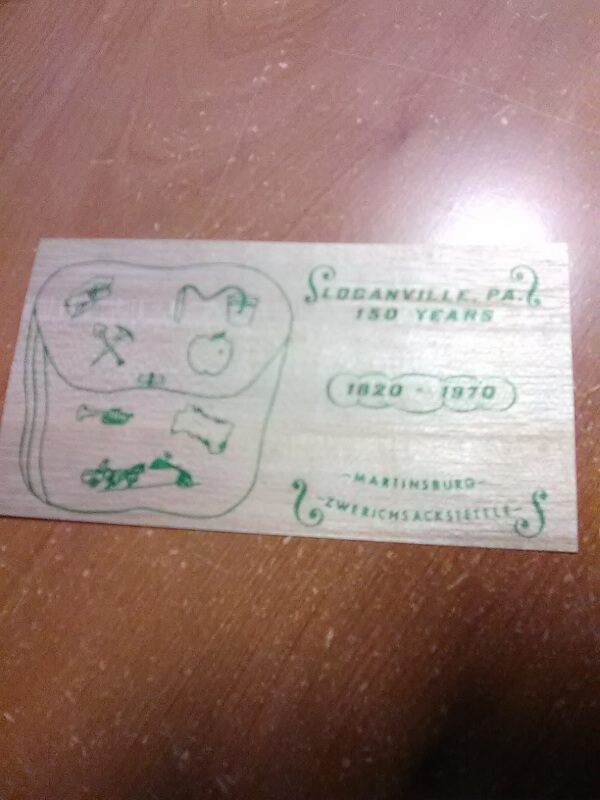 LOGANVILLE, PA.
150 YEARS
1820 - 1970
-MARTINSBURG-
-ZWERICHSACKSTETTLE-